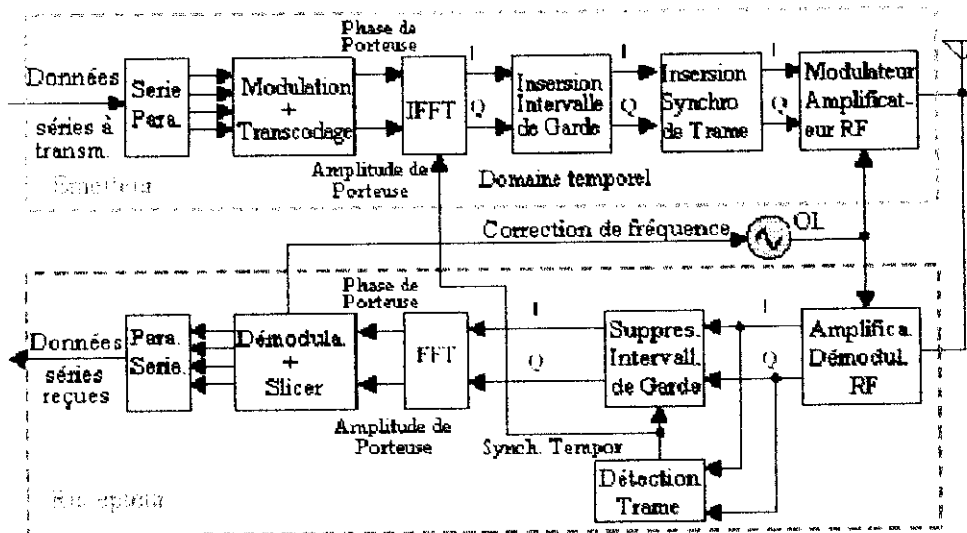 Phase de
Porteuse
Données
séries à
transm.
Serie
Para.
Modulation
+
Transcodage
IFFT
I
Q
Insersion
Intervalle
de Garde
I
Q
Insersion
Synchro
de Trame
I
Q
Modulateur
Amplificat-
eur RF
Amplitude de
Porteuse
Domaine temporel
Emetteur
Correction de fréquence
OL
Phase de
Porteuse
Données
séries
reçues
Para.
Serie.
Démodula.
+
Slicer
FFT
I
Q
Suppres.
Intervall.
de Garde
I
Q
Amplifica.
Démodul.
RF
Amplitude de
Porteuse
Synch. Tempor
Détection
Trame